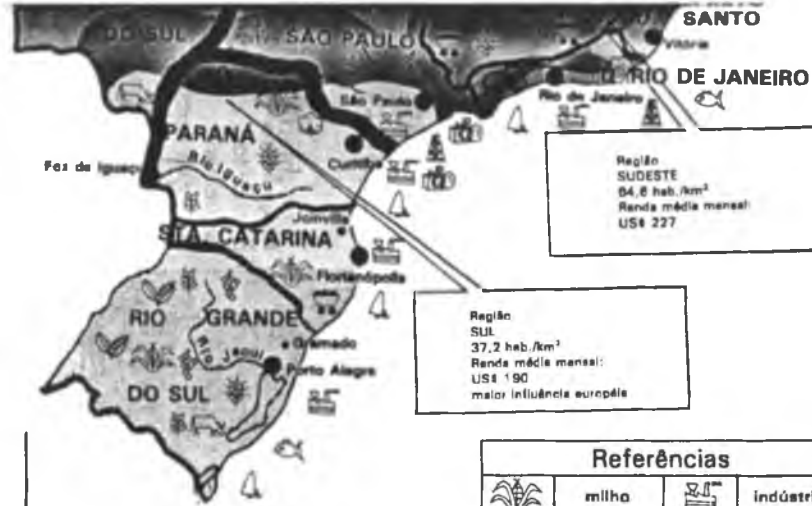 SANTO
DO SUL
SÃO PAULO
Vitória
RIO DE JANEIRO
Rio de Janeiro
São Paulo
PARANÁ
Foz de Iguaçu
Rio Iguaçu
Curitiba
Região
SUDESTE
64,6 hab./km²
Renda média mensal:
US$ 227
Joinville
STA. CATARINA
Florianópolis
Região
SUL
37,2 hab./km²
Renda média mensal:
US$ 190
maior influência européia
RIO GRANDE
Gramado
Rio Jacuí
Porto Alegre
DO SUL
Referências
milho